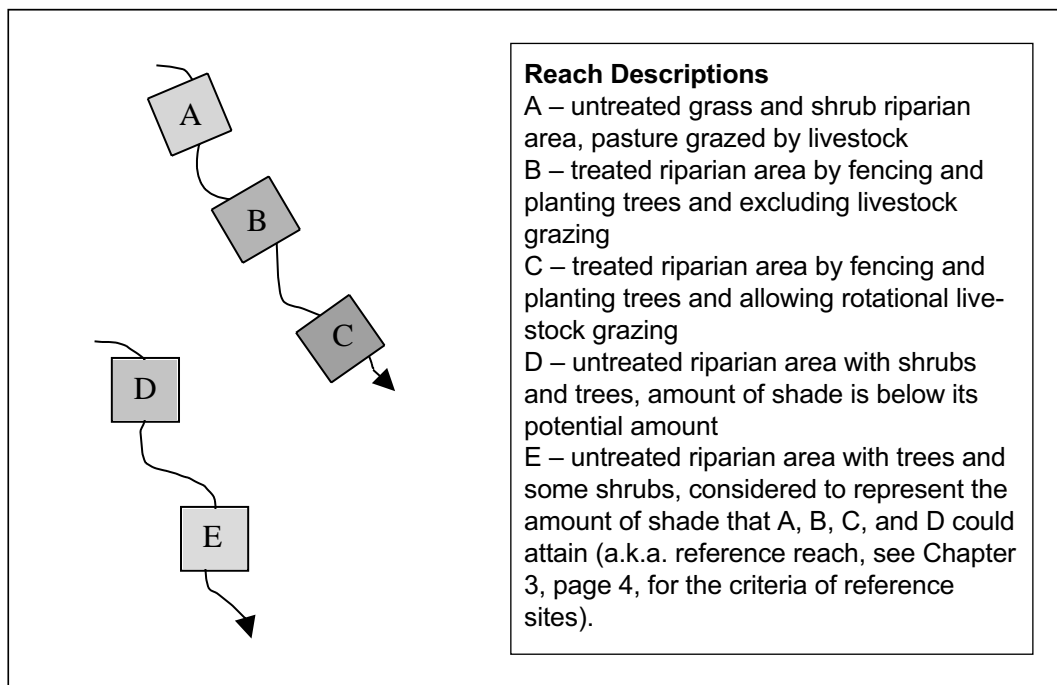 A
B
C
D
E
Reach Descriptions
A – untreated grass and shrub riparian
area, pasture grazed by livestock
B – treated riparian area by fencing and
planting trees and excluding livestock
grazing
C – treated riparian area by fencing and
planting trees and allowing rotational live-
stock grazing
D – untreated riparian area with shrubs
and trees, amount of shade is below its
potential amount
E – untreated riparian area with trees and
some shrubs, considered to represent the
amount of shade that A, B, C, and D could
attain (a.k.a. reference reach, see Chapter
3, page 4, for the criteria of reference
sites).